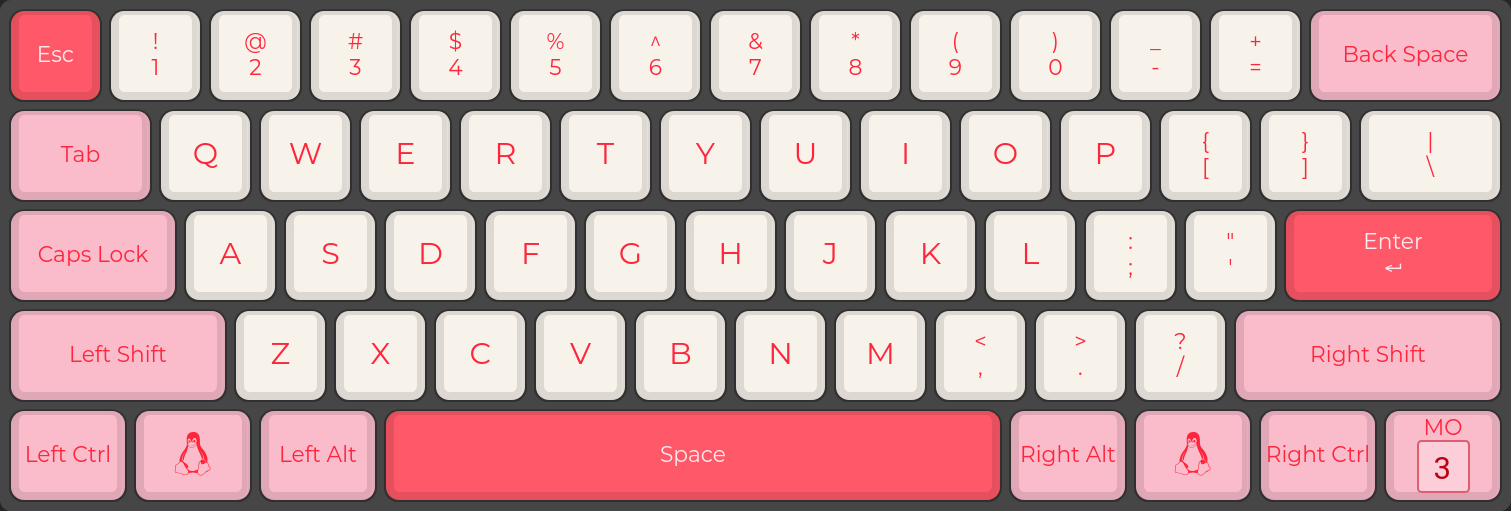 Esc ! @ # $ % ^ & * ( ) _ + Back Space
1 2 3 4 5 6 7 8 9 0 - =
Tab Q W E R T Y U I O P { } |
[ ] \
Caps Lock A S D F G H J K L : " Enter
; ' ↵
Left Shift Z X C V B N M < > ? Right Shift
, . /
Left Ctrl Left Alt Space Right Alt Right Ctrl MO
3